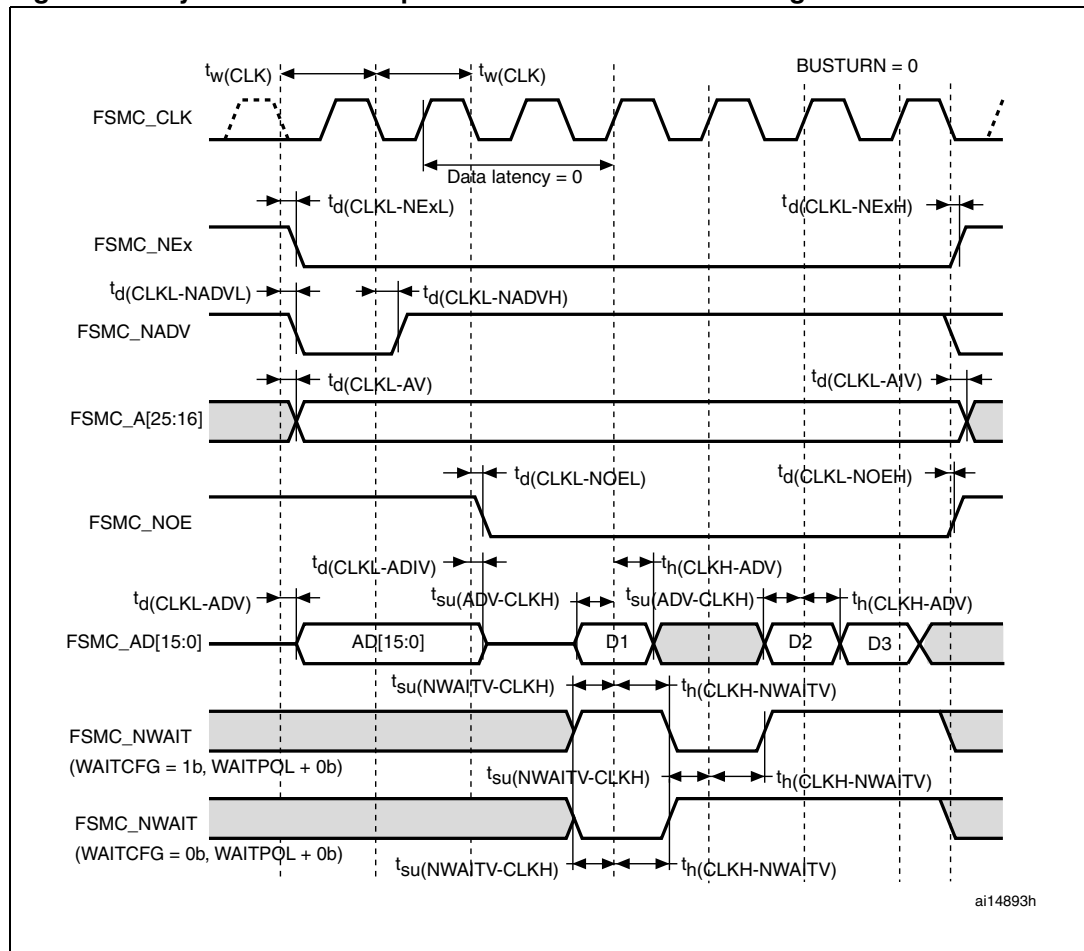 BUSTURN = 0
tw(CLK) tw(CLK)
FSMC_CLK
Data latency = 0
td(CLKL-NExL) td(CLKL-NExH)
FSMC_NEx
td(CLKL-NADVL) td(CLKL-NADVH)
FSMC_NADV
td(CLKL-AV) td(CLKL-AIV)
FSMC_A[25:16]
td(CLKL-NOEL) td(CLKL-NOEH)
FSMC_NOE
td(CLKL-ADIV) th(CLKH-ADV)
td(CLKL-ADV) tsu(ADV-CLKH) tsu(ADV-CLKH) th(CLKH-ADV)
FSMC_AD[15:0] AD[15:0] D1 D2 D3
tsu(NWAITV-CLKH) th(CLKH-NWAITV)
FSMC_NWAIT
(WAITCFG = 1b, WAITPOL + 0b)
tsu(NWAITV-CLKH) th(CLKH-NWAITV)
FSMC_NWAIT
(WAITCFG = 0b, WAITPOL + 0b)
tsu(NWAITV-CLKH) th(CLKH-NWAITV)
ai14893h